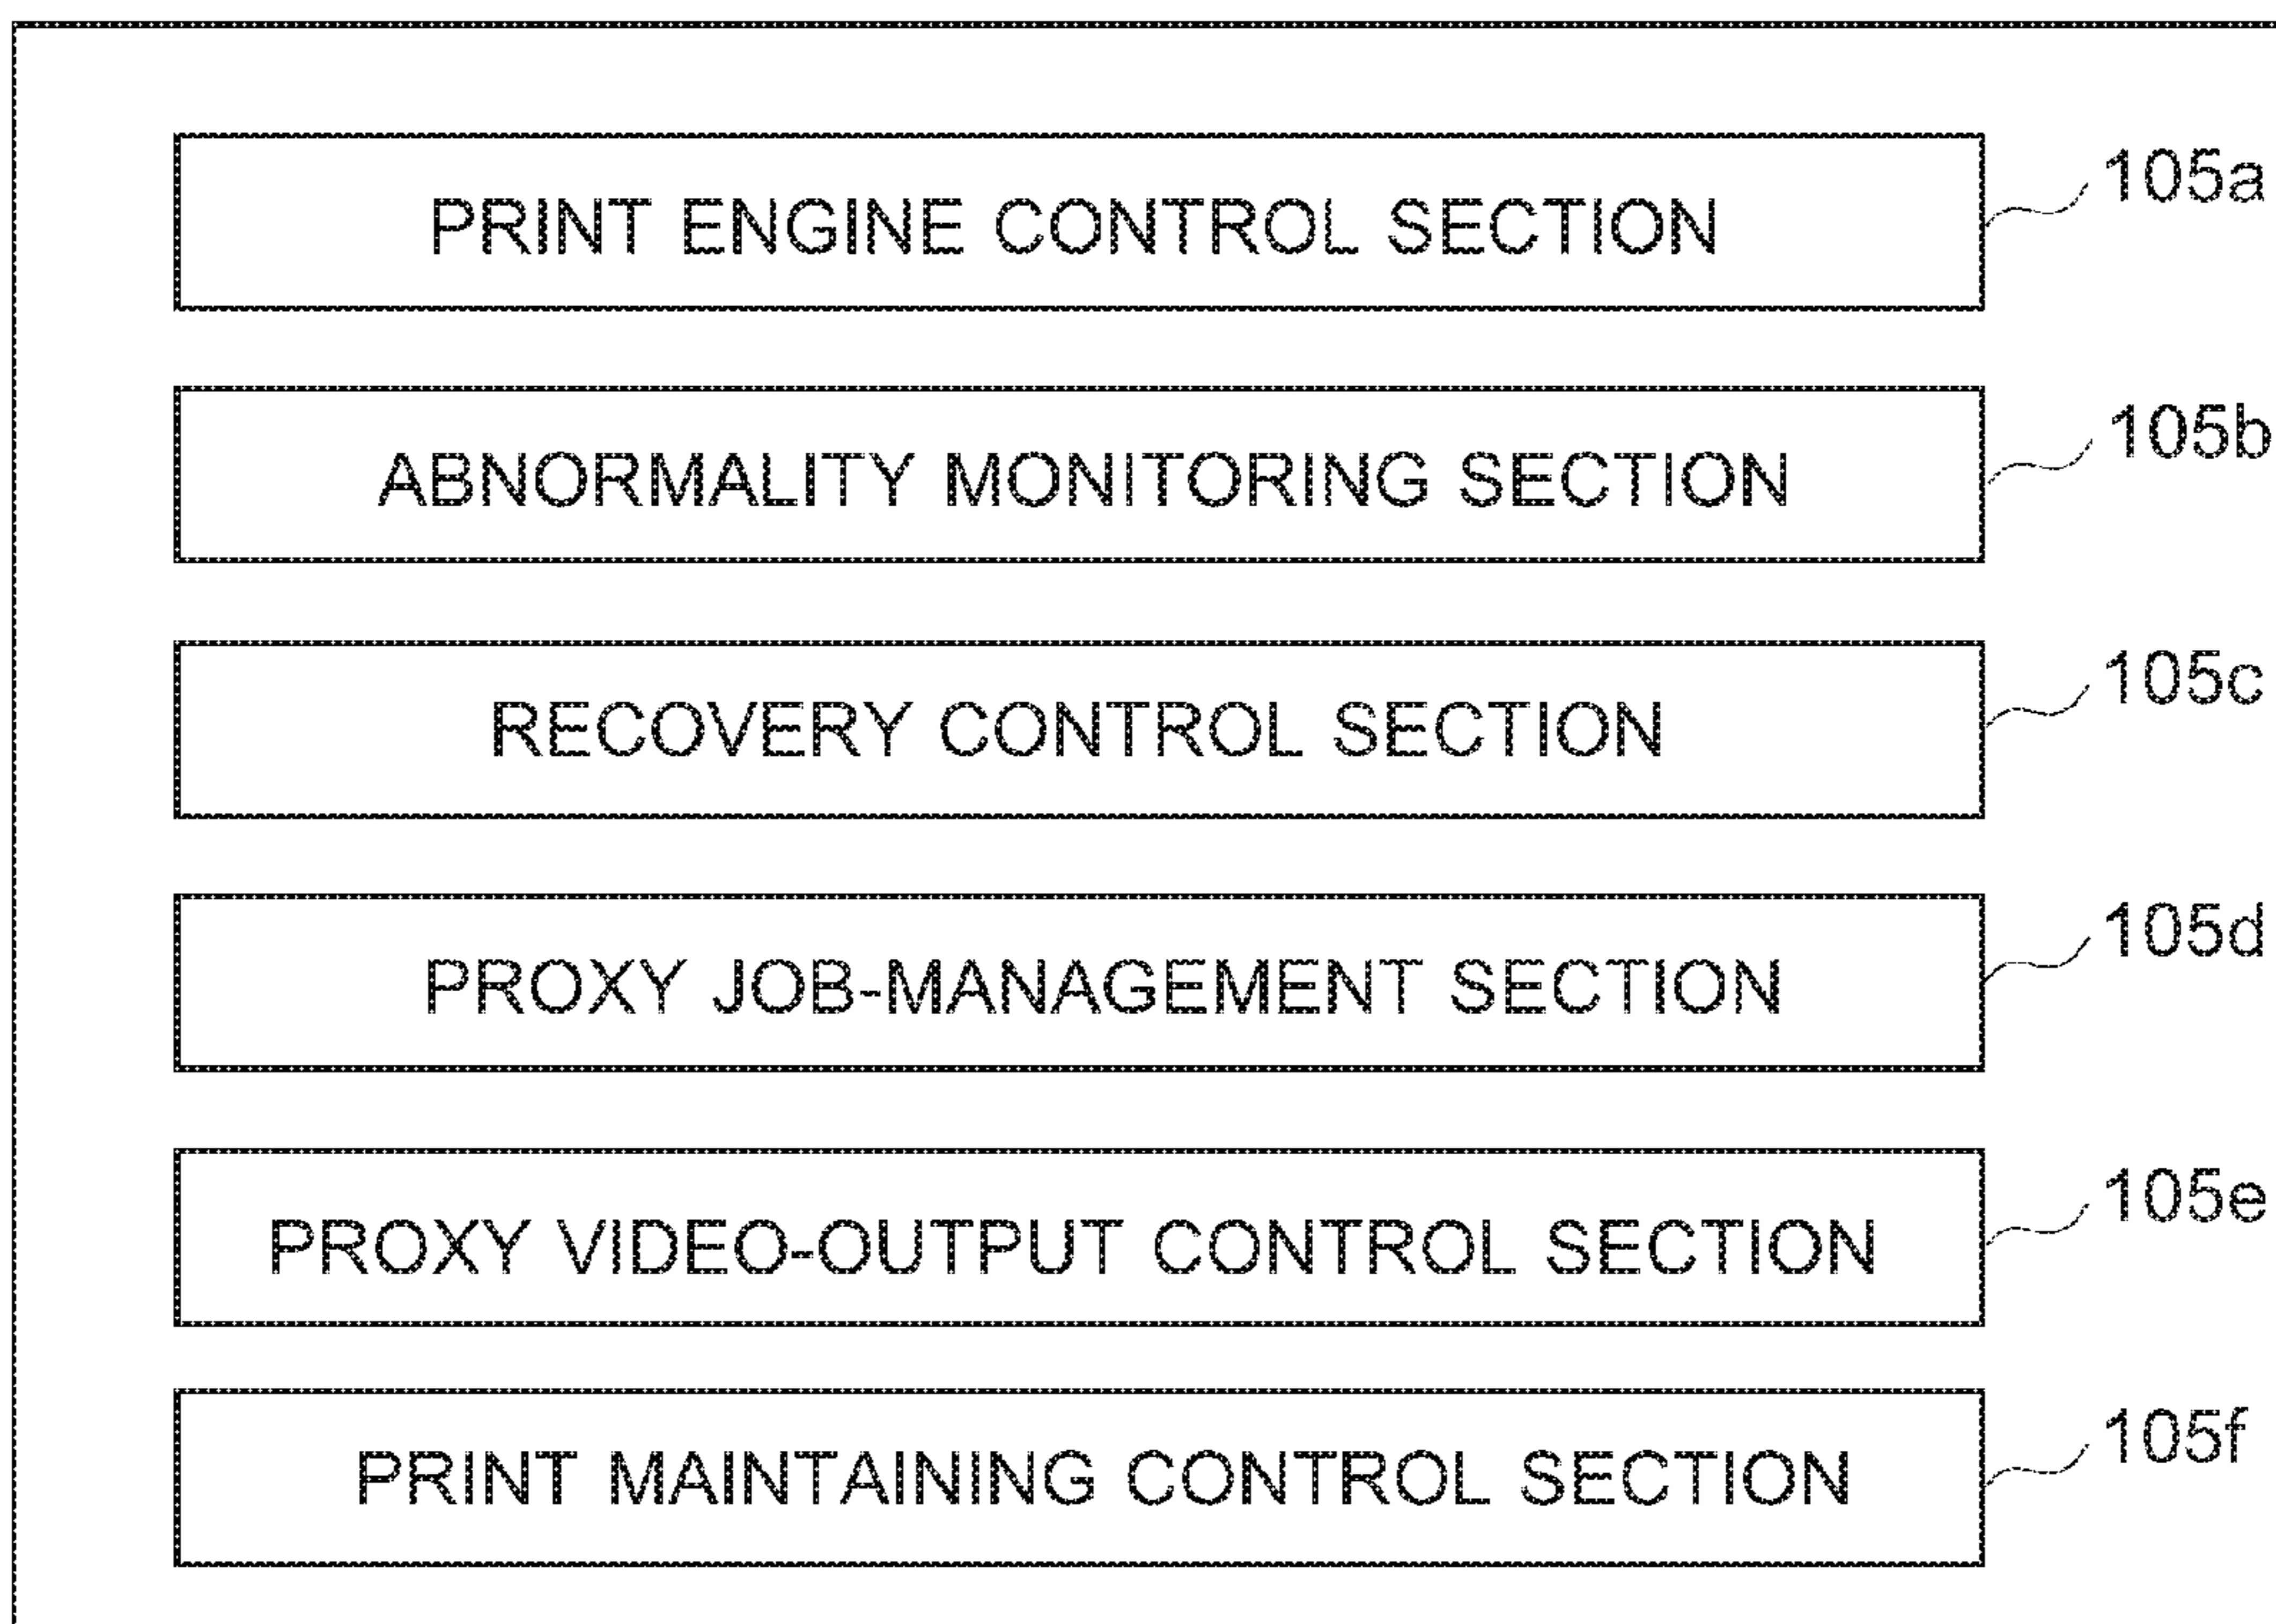 PRINT ENGINE CONTROL SECTION 105a
ABNORMALITY MONITORING SECTION 105b
RECOVERY CONTROL SECTION 105c
PROXY JOB-MANAGEMENT SECTION 105d
PROXY VIDEO-OUTPUT CONTROL SECTION 105e
PRINT MAINTAINING CONTROL SECTION 105f